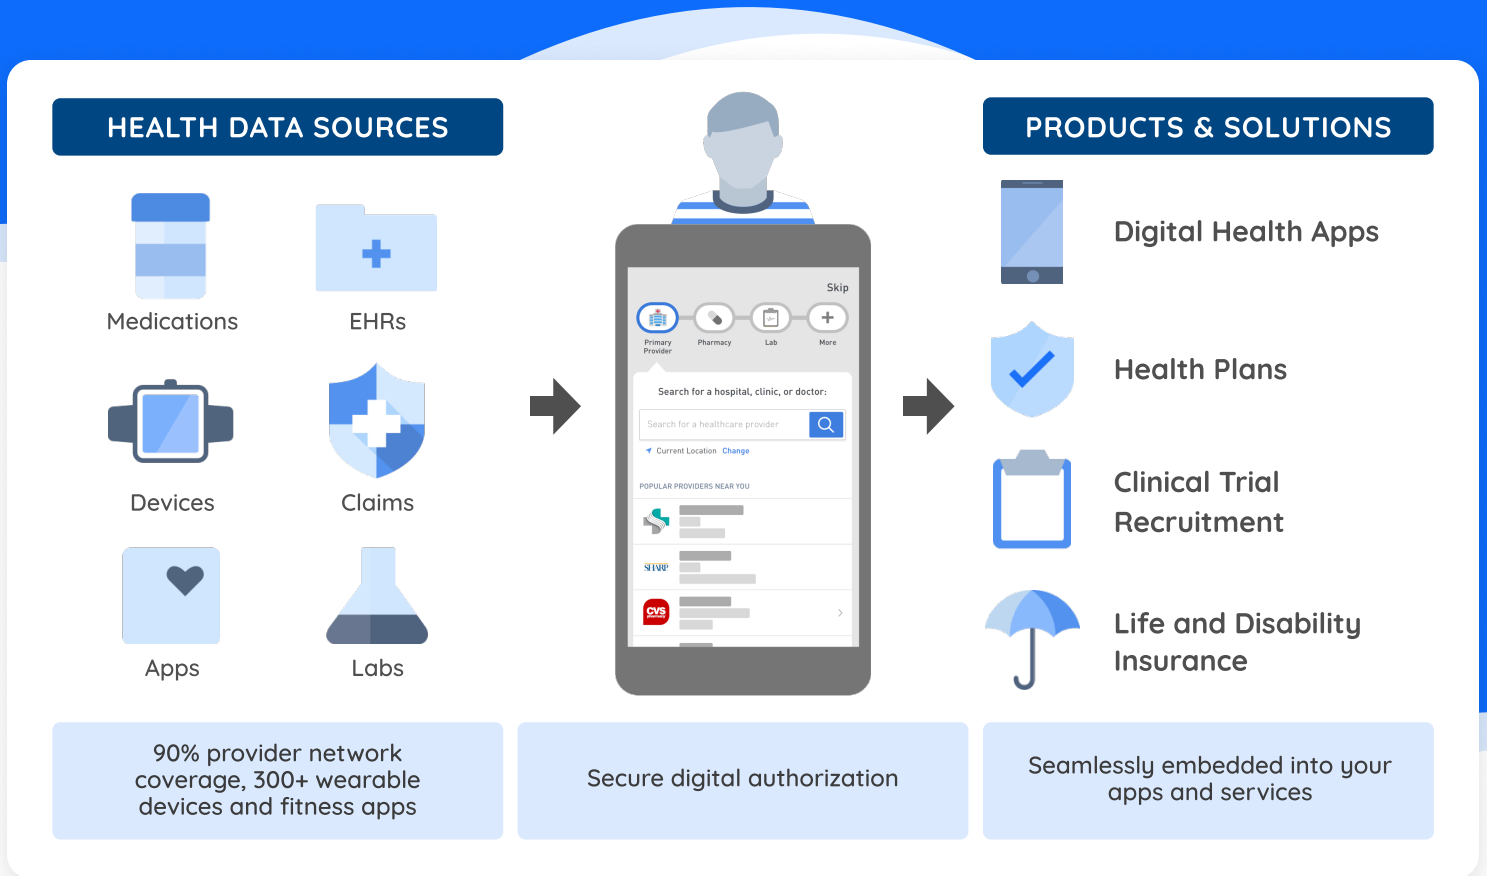 HEALTH DATA SOURCES
Medications
EHRs
Devices
Claims
Apps
Labs
90% provider network
coverage, 300+ wearable
devices and fitness apps
Skip
Primary
Provider
Pharmacy
Lab
More
Search for a hospital, clinic, or doctor:
Search for a healthcare provider
Current Location Change
POPULAR PROVIDERS NEAR YOU
SHARP
CVS
pharmacy
Secure digital authorization
PRODUCTS & SOLUTIONS
Digital Health Apps
Health Plans
Clinical Trial
Recruitment
Life and Disability
Insurance
Seamlessly embedded into your
apps and services